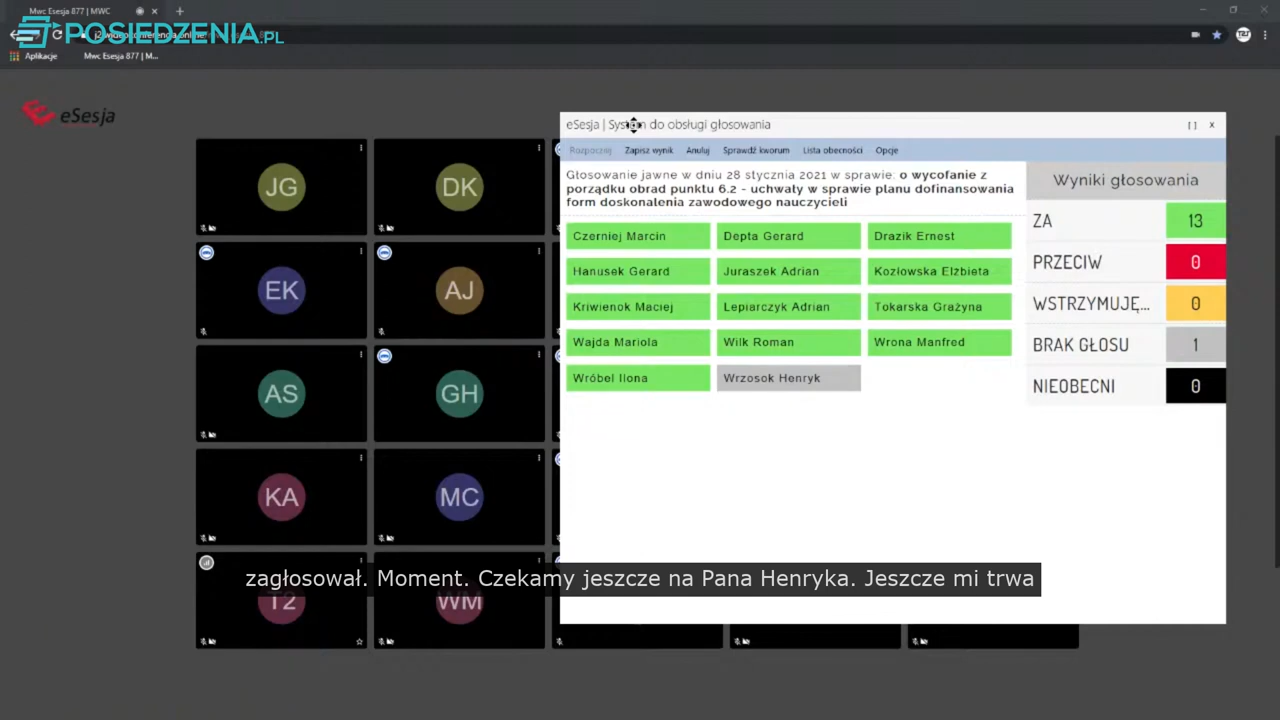 Mwc Esesja 877 | MWC
POSIEDZENIA.PL
Aplikacje
Mwc Esesja 877 | M...
eSesja
eSesja | System do obsługi głosowania
Rozpocznij Zapisz wynik Anuluj Sprawdź kworum Lista obecności Opcje
Głosowanie jawne w dniu 28 stycznia 2021 w sprawie: o wycofanie z
porządku obrad punktu 6.2 - uchwały w sprawie planu dofinansowania
form doskonalenia zawodowego nauczycieli
Czerniej Marcin Depta Gerard Drazik Ernest
Hanusek Gerard Juraszek Adrian Kozłowska Elżbieta
Kriwienok Maciej Lepiarczyk Adrian Tokarska Grażyna
Wajda Mariola Wilk Roman Wrona Manfred
Wróbel Ilona Wrzosok Henryk
Wyniki głosowania
ZA 13
PRZECIW 0
WSTRZYMUJĘ... 0
BRAK GŁOSU 1
NIEOBECNI 0
JG DK
EK AJ
AS GH
KA MC
T2 WM
zagłosował. Moment. Czekamy jeszcze na Pana Henryka. Jeszcze mi trwa